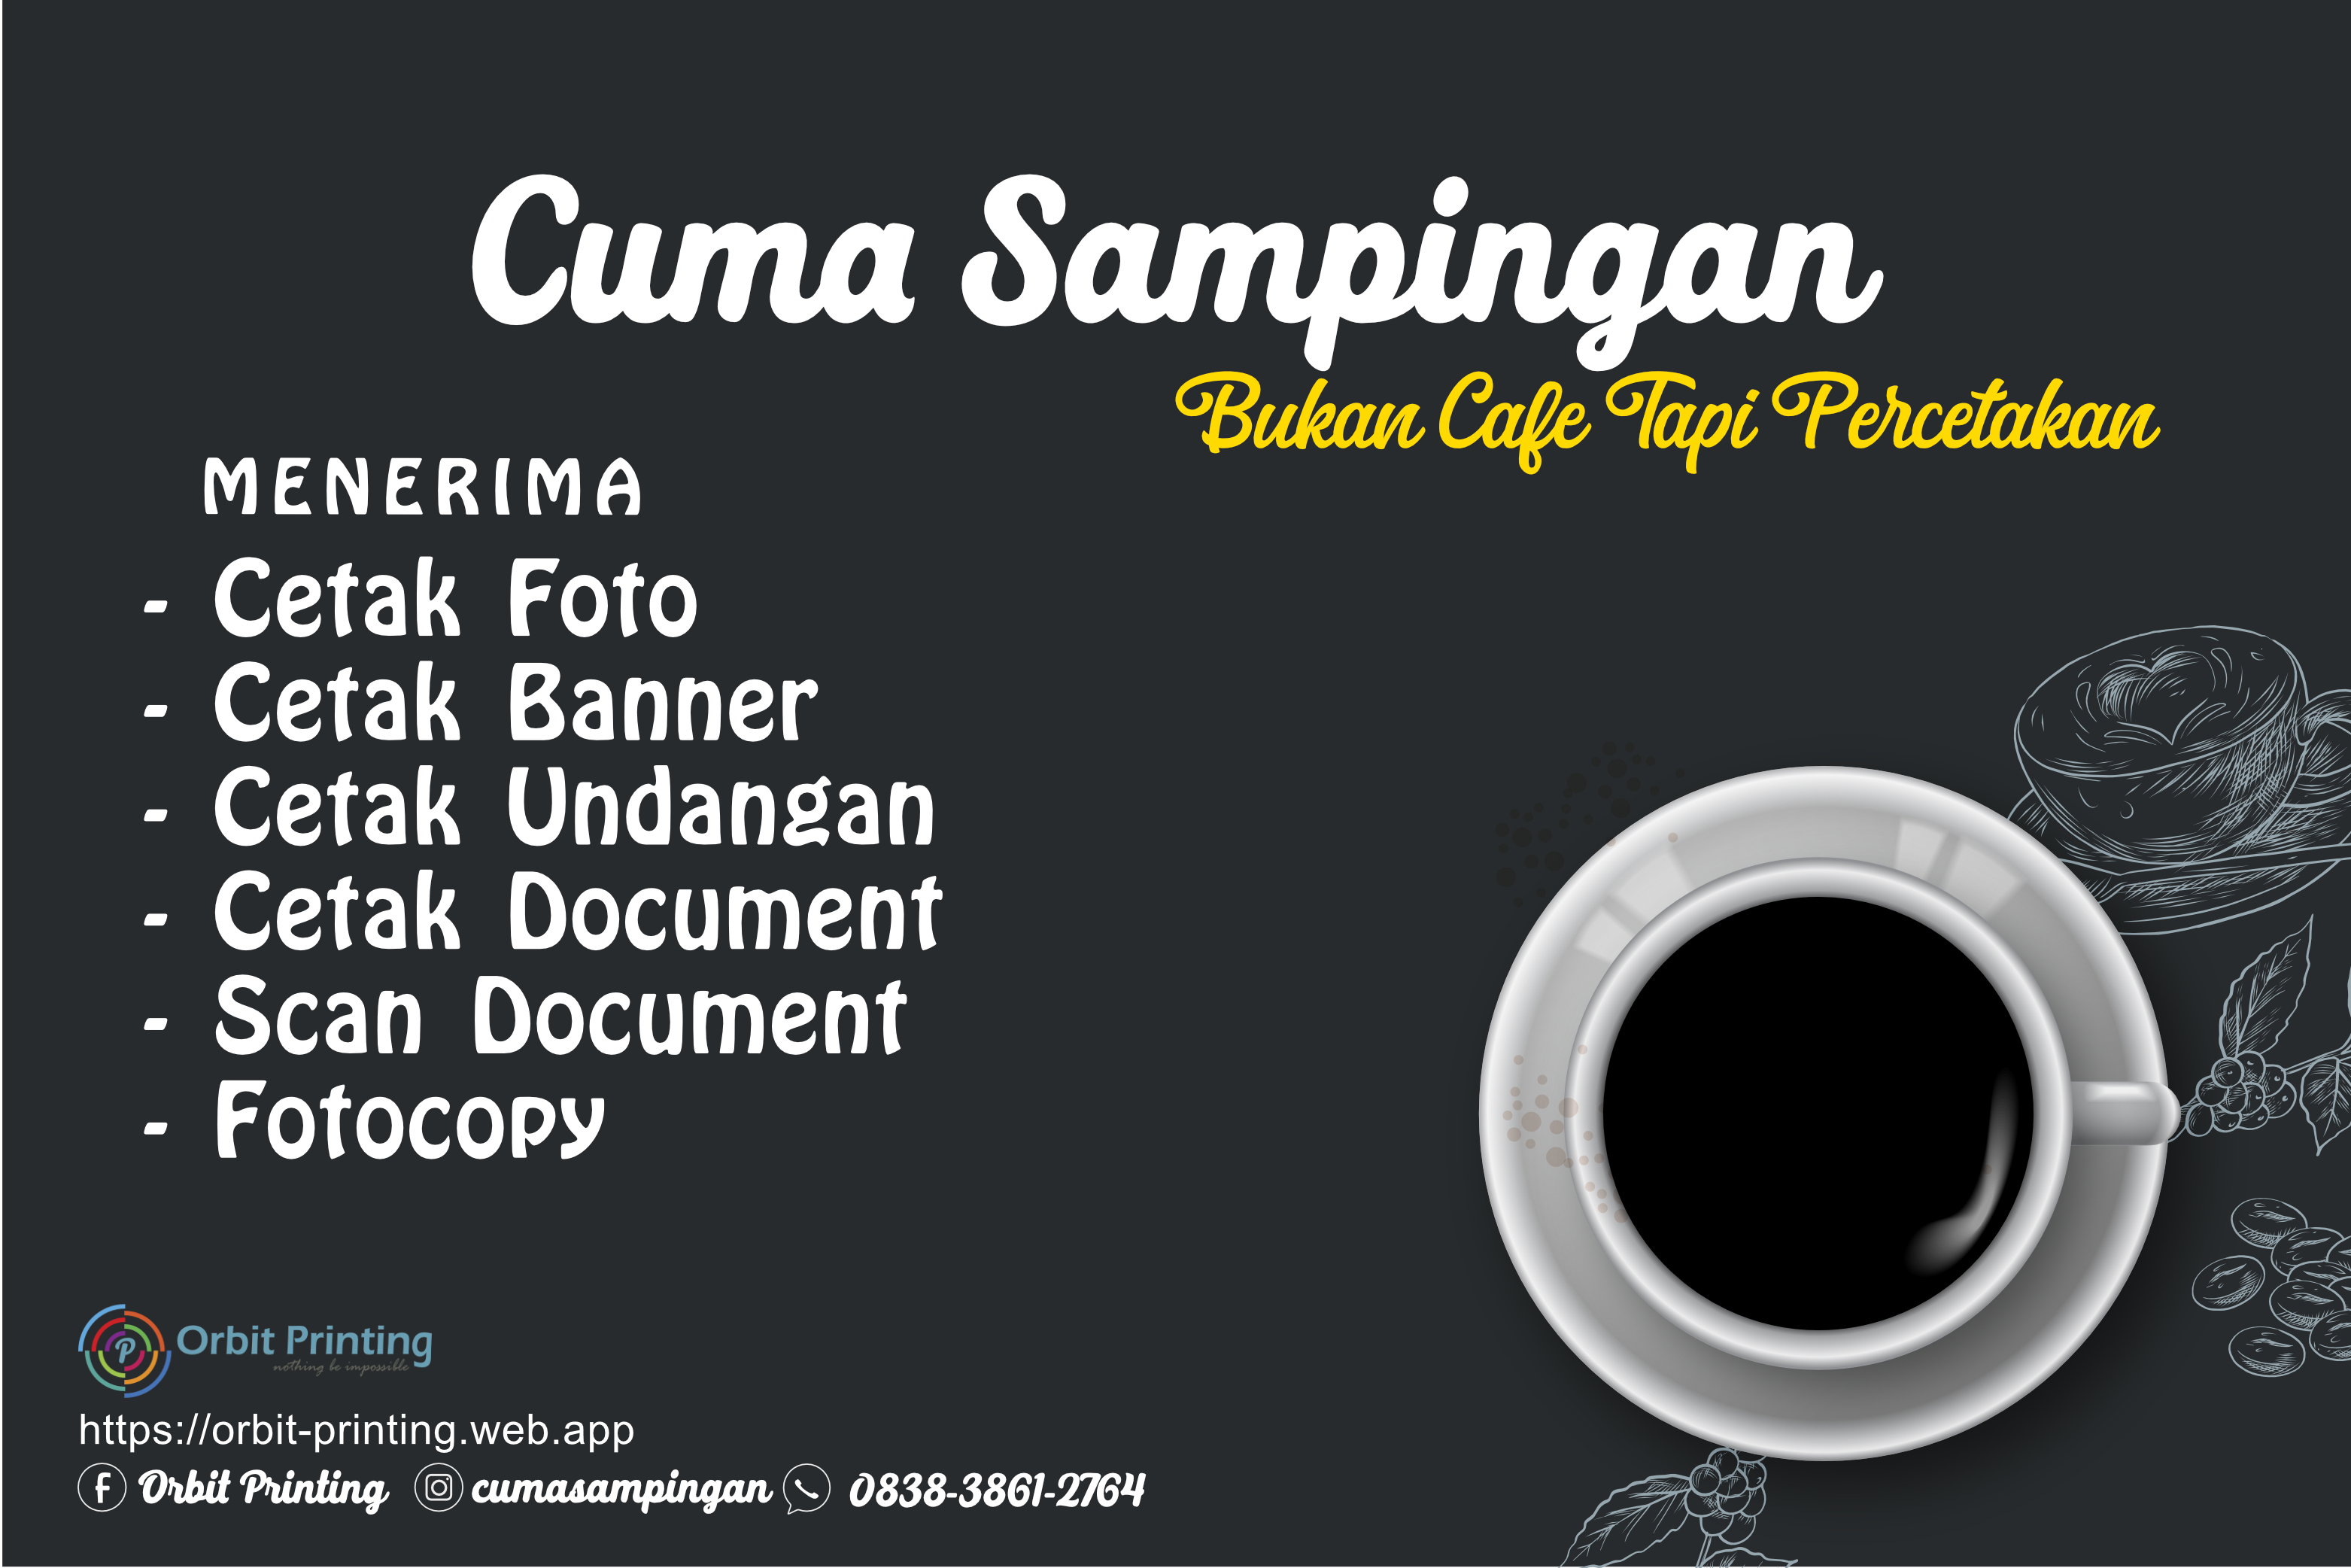 Cuma Sampingan
Bukan Cafe Tapi Percetakan
MENERIMA
- Cetak Foto
- Cetak Banner
- Cetak Undangan
- Cetak Document
- Scan Document
- Fotocopy
P Orbit Printing
nothing be impossible
https://orbit-printing.web.app
Orbit Printing cumasampingan 0838-3861-2764